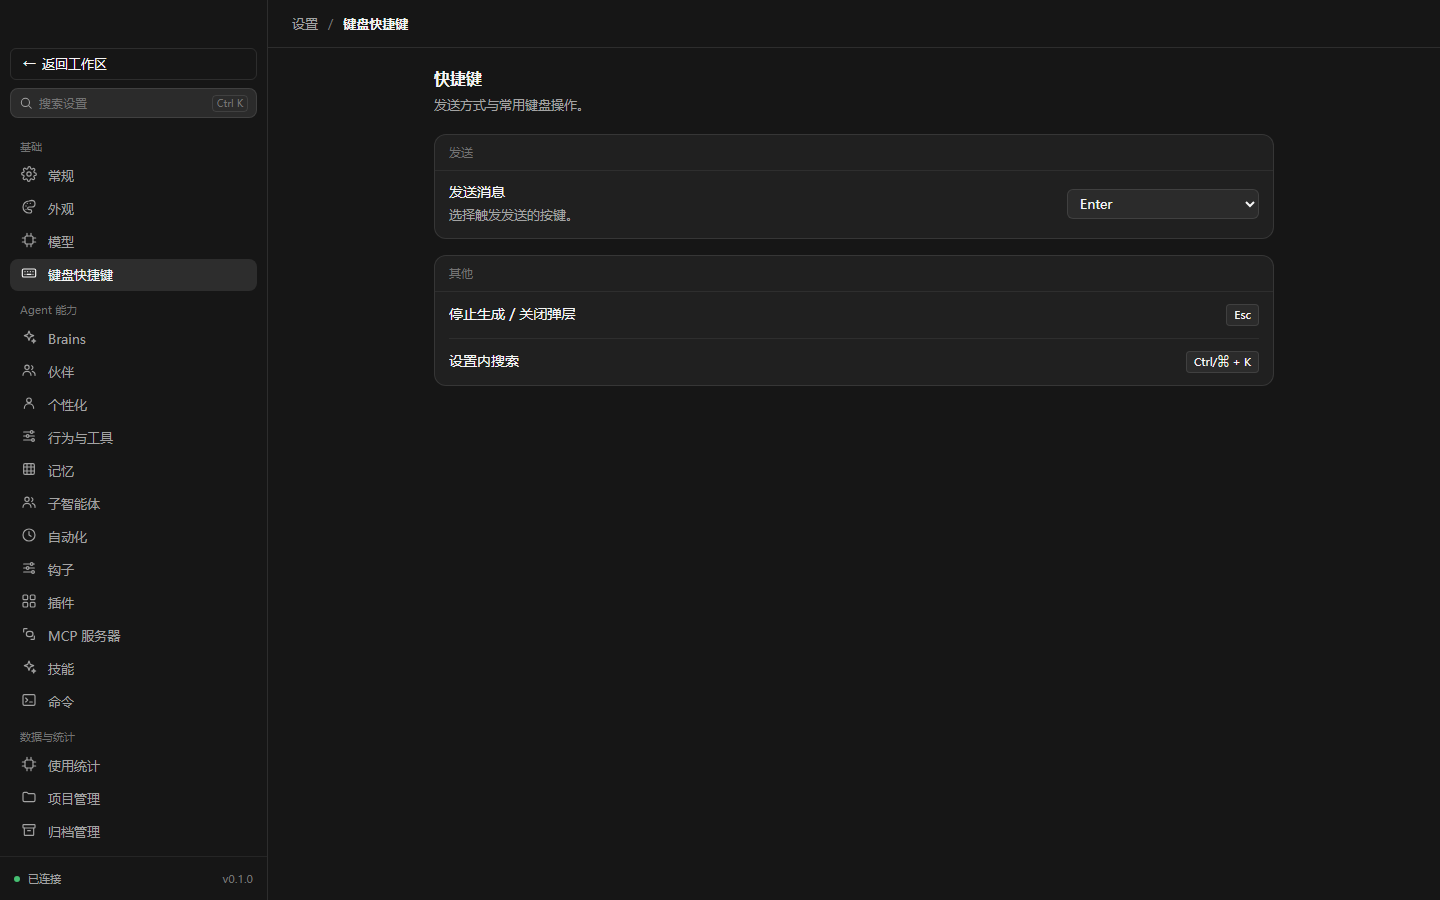 ← 返回工作区
搜索设置 Ctrl K
基础
常规
外观
模型
键盘快捷键
Agent 能力
Brains
伙伴
个性化
行为与工具
记忆
子智能体
自动化
钩子
插件
MCP 服务器
技能
命令
数据与统计
使用统计
项目管理
归档管理
已连接 v0.1.0
设置 / 键盘快捷键
快捷键
发送方式与常用键盘操作。
发送
发送消息
选择触发发送的按键。
Enter
其他
停止生成 / 关闭弹层 Esc
设置内搜索 Ctrl/⌘ + K